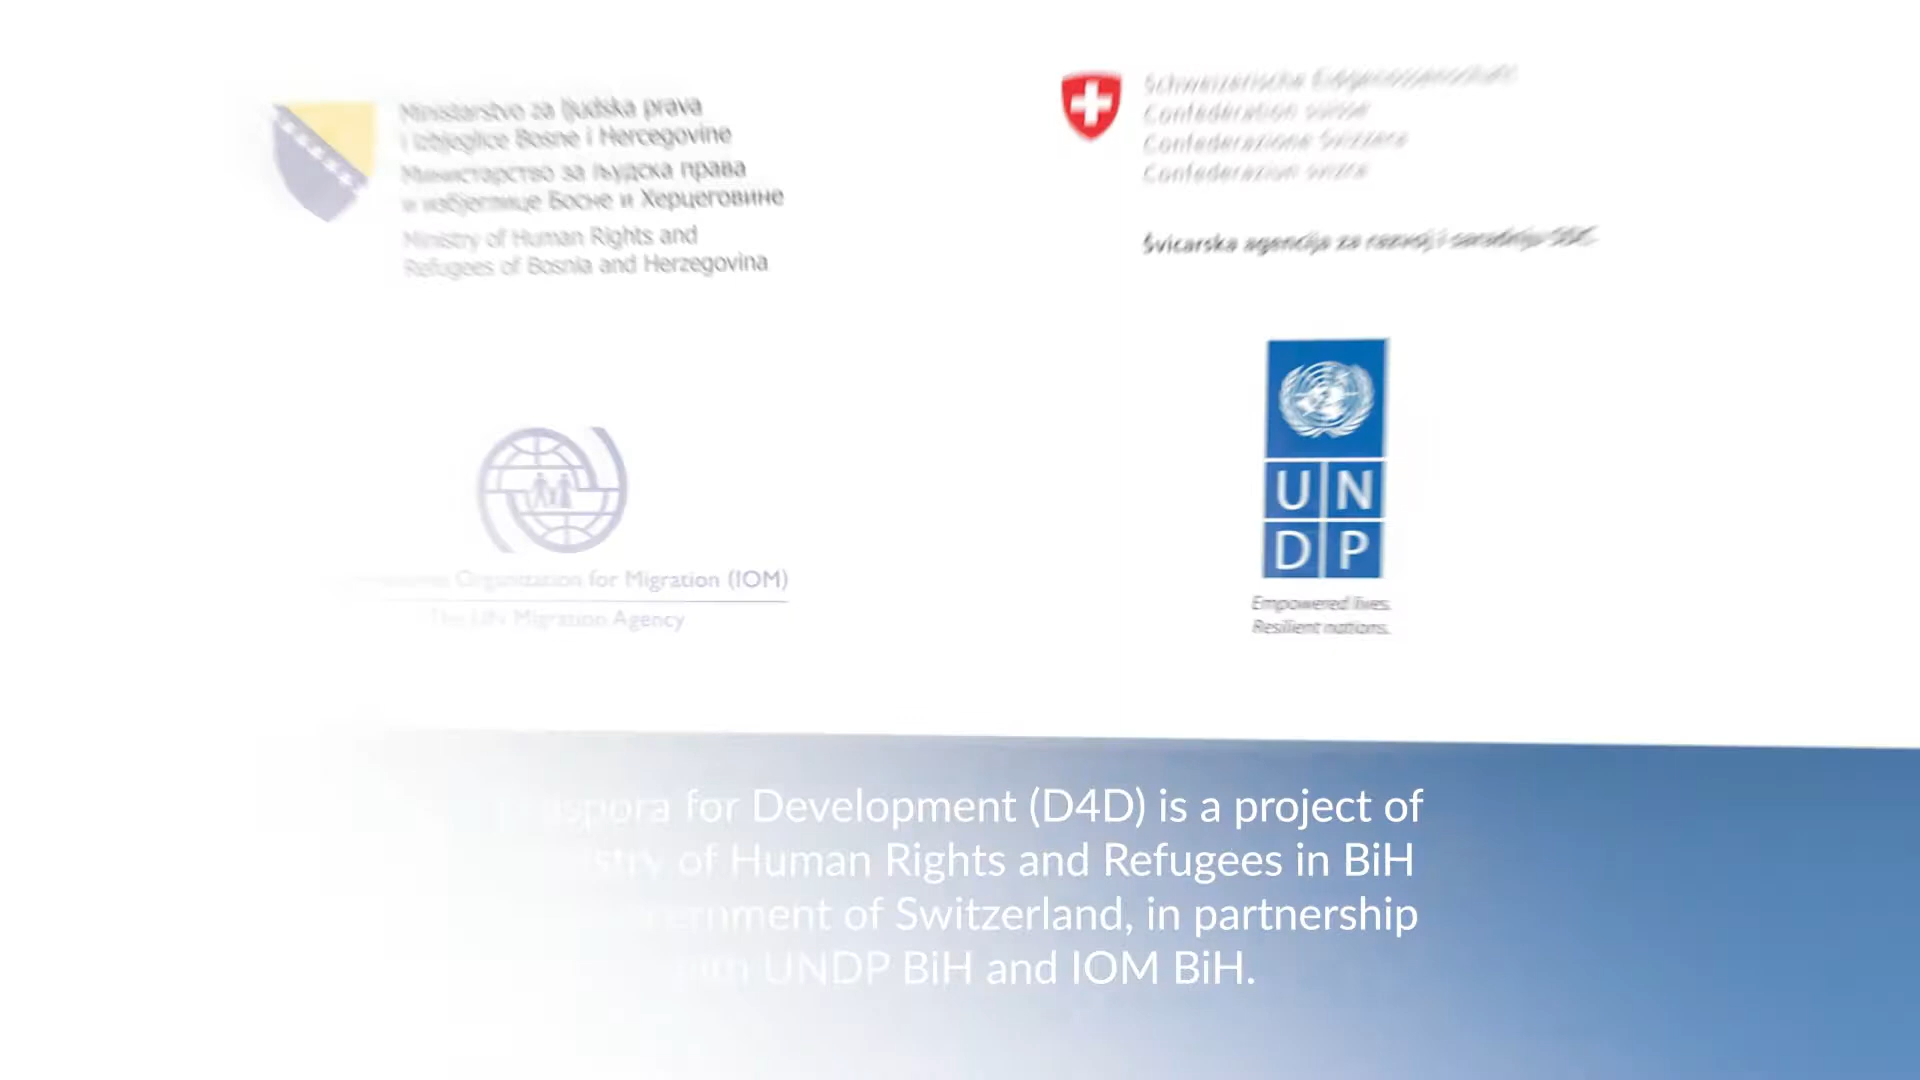 Ministarstvo za ljudska prava
i izbjeglice Bosne i Hercegovine
Министарство за људска права
и избјеглице Босне и Херцеговине
Ministry of Human Rights and
Refugees of Bosnia and Herzegovina
Schweizerische Eidgenossenschaft
Confédération suisse
Confederazione Svizzera
Confederaziun svizra
Švicarska agencija za razvoj i saradnju SDC
Organization for Migration (IOM)
The UN Migration Agency
UN
DP
Empowered lives.
Resilient nations.
for Development (D4D) is a project of
of Human Rights and Refugees in BiH
of Switzerland, in partnership
UNDP BiH and IOM BiH.